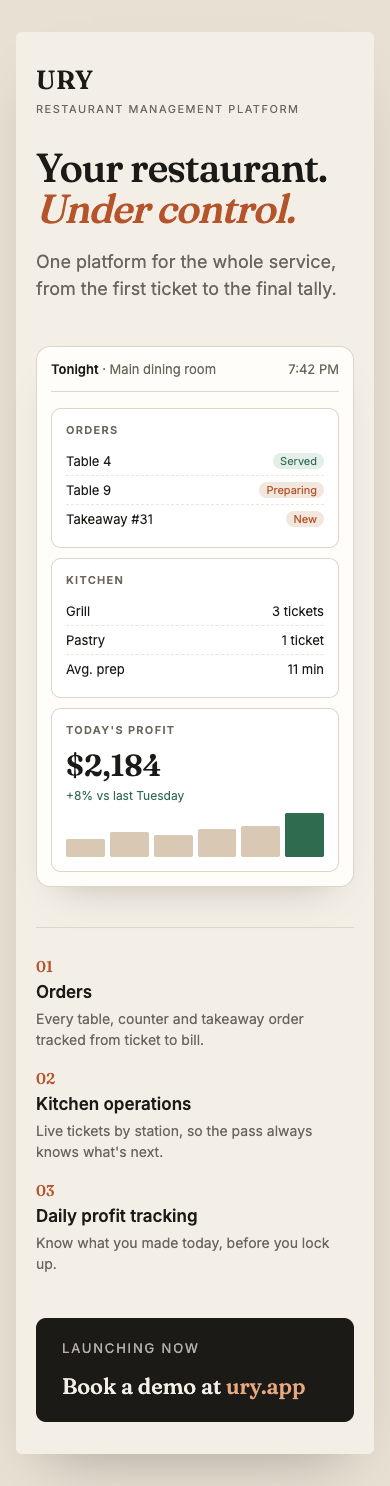 URY
RESTAURANT MANAGEMENT PLATFORM
Your restaurant.
Under control.
One platform for the whole service,
from the first ticket to the final tally.
Tonight · Main dining room 7:42 PM
ORDERS
Table 4 Served
Table 9 Preparing
Takeaway #31 New
KITCHEN
Grill 3 tickets
Pastry 1 ticket
Avg. prep 11 min
TODAY'S PROFIT
$2,184
+8% vs last Tuesday
01
Orders
Every table, counter and takeaway order
tracked from ticket to bill.
02
Kitchen operations
Live tickets by station, so the pass always
knows what's next.
03
Daily profit tracking
Know what you made today, before you lock
up.
LAUNCHING NOW
Book a demo at ury.app